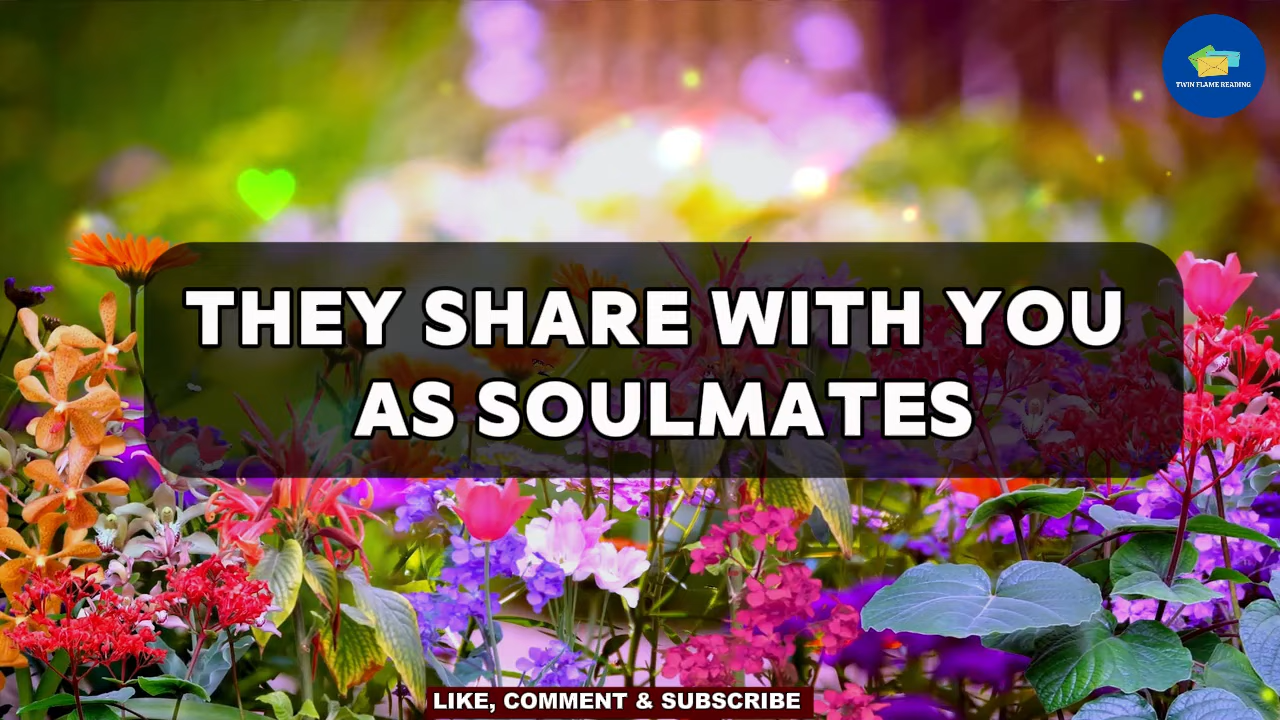 TWIN FLAME READING
THEY SHARE WITH YOU
AS SOULMATES
LIKE, COMMENT & SUBSCRIBE